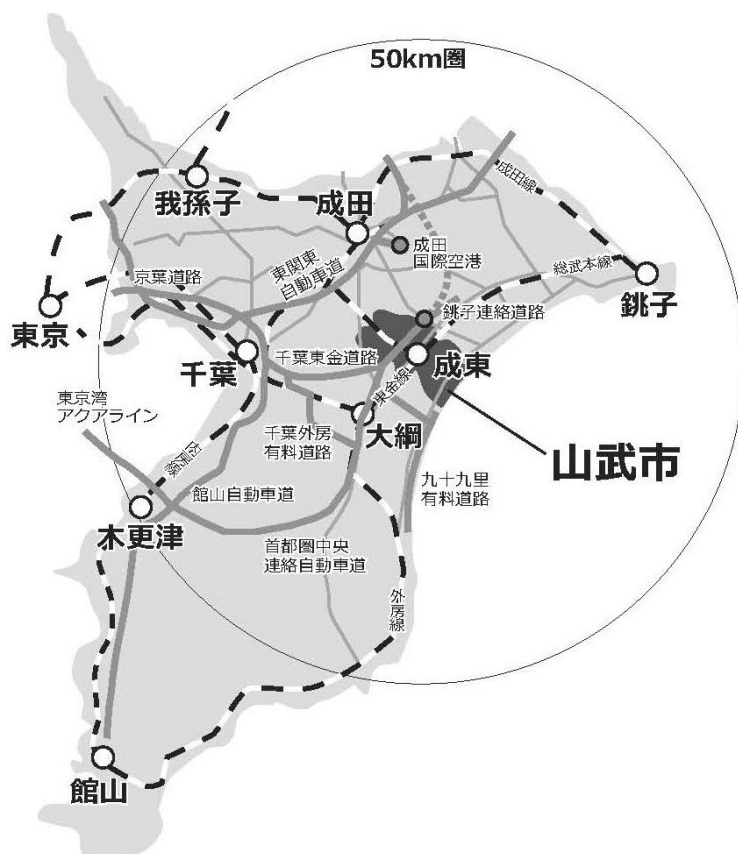 50km圏
我孫子
成田
成田線
成田
国際空港
東関東
自動車道
京葉道路
総武本線
銚子
東京
銚子連絡道路
千葉
千葉東金道路
成東
東金線
東京湾
アクアライン
大網
千葉外房
有料道路
山武市
内房線
館山自動車道
九十九里
有料道路
木更津
首都圏中央
連絡自動車道
外房線
館山